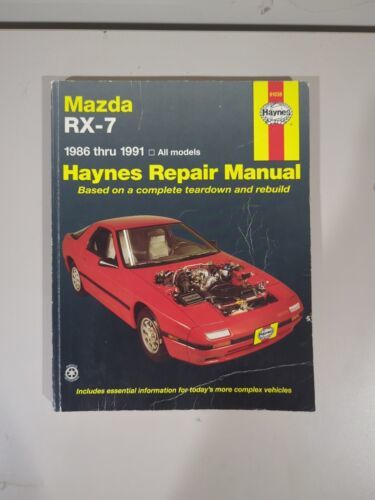 Mazda
RX-7
1986 thru 1991 □ All models
Haynes Repair Manual
Based on a complete teardown and rebuild
Haynes
Haynes
Includes essential information for today's more complex vehicles